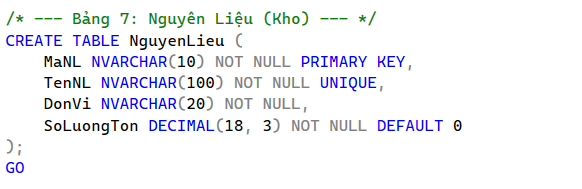 /* --- Bảng 7: Nguyên Liệu (Kho) --- */
CREATE TABLE NguyenLieu (
    MaNL NVARCHAR(10) NOT NULL PRIMARY KEY,
    TenNL NVARCHAR(100) NOT NULL UNIQUE,
    DonVi NVARCHAR(20) NOT NULL,
    SoLuongTon DECIMAL(18, 3) NOT NULL DEFAULT 0
);
GO